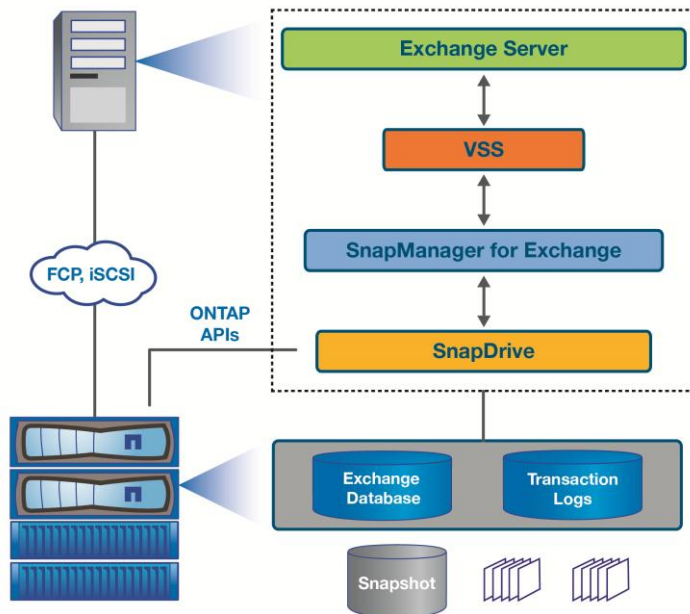 Exchange Server
VSS
SnapManager for Exchange
FCP, iSCSI
ONTAP
APIs
SnapDrive
Exchange
Database
Transaction
Logs
Snapshot